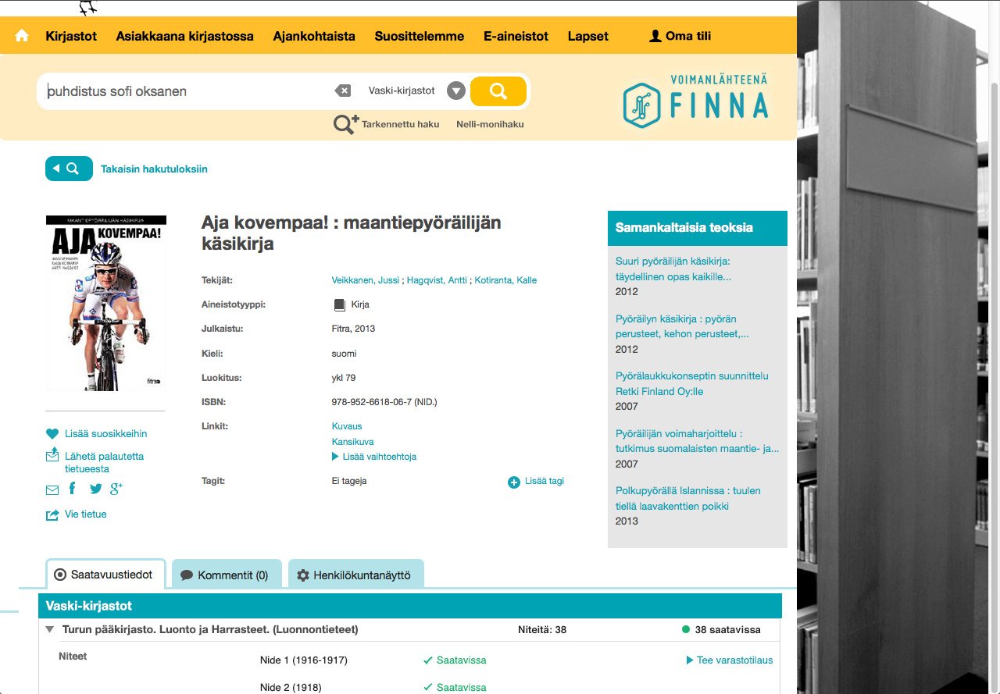 Kirjastot Asiakkaana kirjastossa Ajankohtaista Suosittelemme E-aineistot Lapset Oma tili
puhdistus sofi oksanen Vaski-kirjastot
VOIMANLÄHTEENÄ
FINNA
Tarkennettu haku Nelli-monihaku
Takaisin hakutuloksiin
MAANTIEPYÖRÄILIJÄN KÄSIKIRJA
AJA KOVEMPAA!
JUSSI VEIKKANEN
KALLE KOTIRANTA
ANTTI HAGQVIST
fitra
Lisää suosikkeihin
Lähetä palautetta
tietueesta
Vie tietue
Aja kovempaa! : maantiepyöräilijän
käsikirja
Tekijät: Veikkanen, Jussi ; Hagqvist, Antti ; Kotiranta, Kalle
Aineistotyyppi: Kirja
Julkaistu: Fitra, 2013
Kieli: suomi
Luokitus: ykl 79
ISBN: 978-952-6618-06-7 (NID.)
Linkit: Kuvaus
Kansikuva
Lisää vaihtoehtoja
Tagit: Ei tageja Lisää tagi
Samankaltaisia teoksia
Suuri pyöräilijän käsikirja:
täydellinen opas kaikille...
2012
Pyöräilyn käsikirja : pyörän
perusteet, kehon perusteet,...
2012
Pyörälaukkukonseptin suunnittelu
Retki Finland Oy:lle
2007
Pyöräilijän voimaharjoittelu :
tutkimus suomalaisten maantie- ja...
2007
Polkupyörällä Islannissa : tuulen
tiellä laavakenttien poikki
2013
Saatavuustiedot Kommentit (0) Henkilökuntanäyttö
Vaski-kirjastot
Turun pääkirjasto. Luonto ja Harrasteet. (Luonnontieteet) Niteitä: 38 38 saatavissa
Niteet Nide 1 (1916-1917) Saatavissa Tee varastotilaus
Nide 2 (1918) Saatavissa